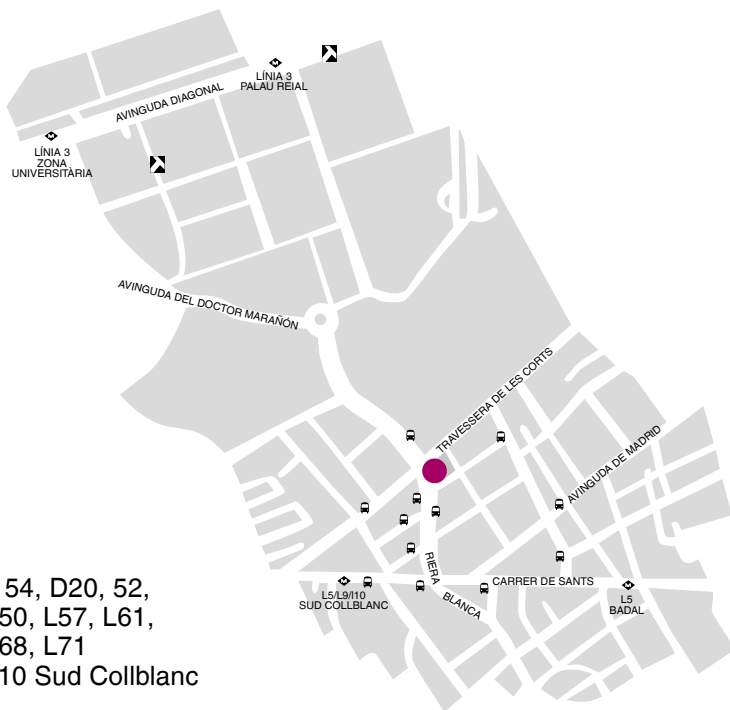 LÍNIA 3
PALAU REIAL
AVINGUDA DIAGONAL
LÍNIA 3
ZONA
UNIVERSITÀRIA
AVINGUDA DEL DOCTOR MARAÑÓN
TRAVESSERA DE LES CORTS
AVINGUDA DE MADRID
RIERA
BLANCA
CARRER DE SANTS
L5/L9/l10
SUD COLLBLANC
L5
BADAL
54, D20, 52,
50, L57, L61,
68, L71
10 Sud Collblanc